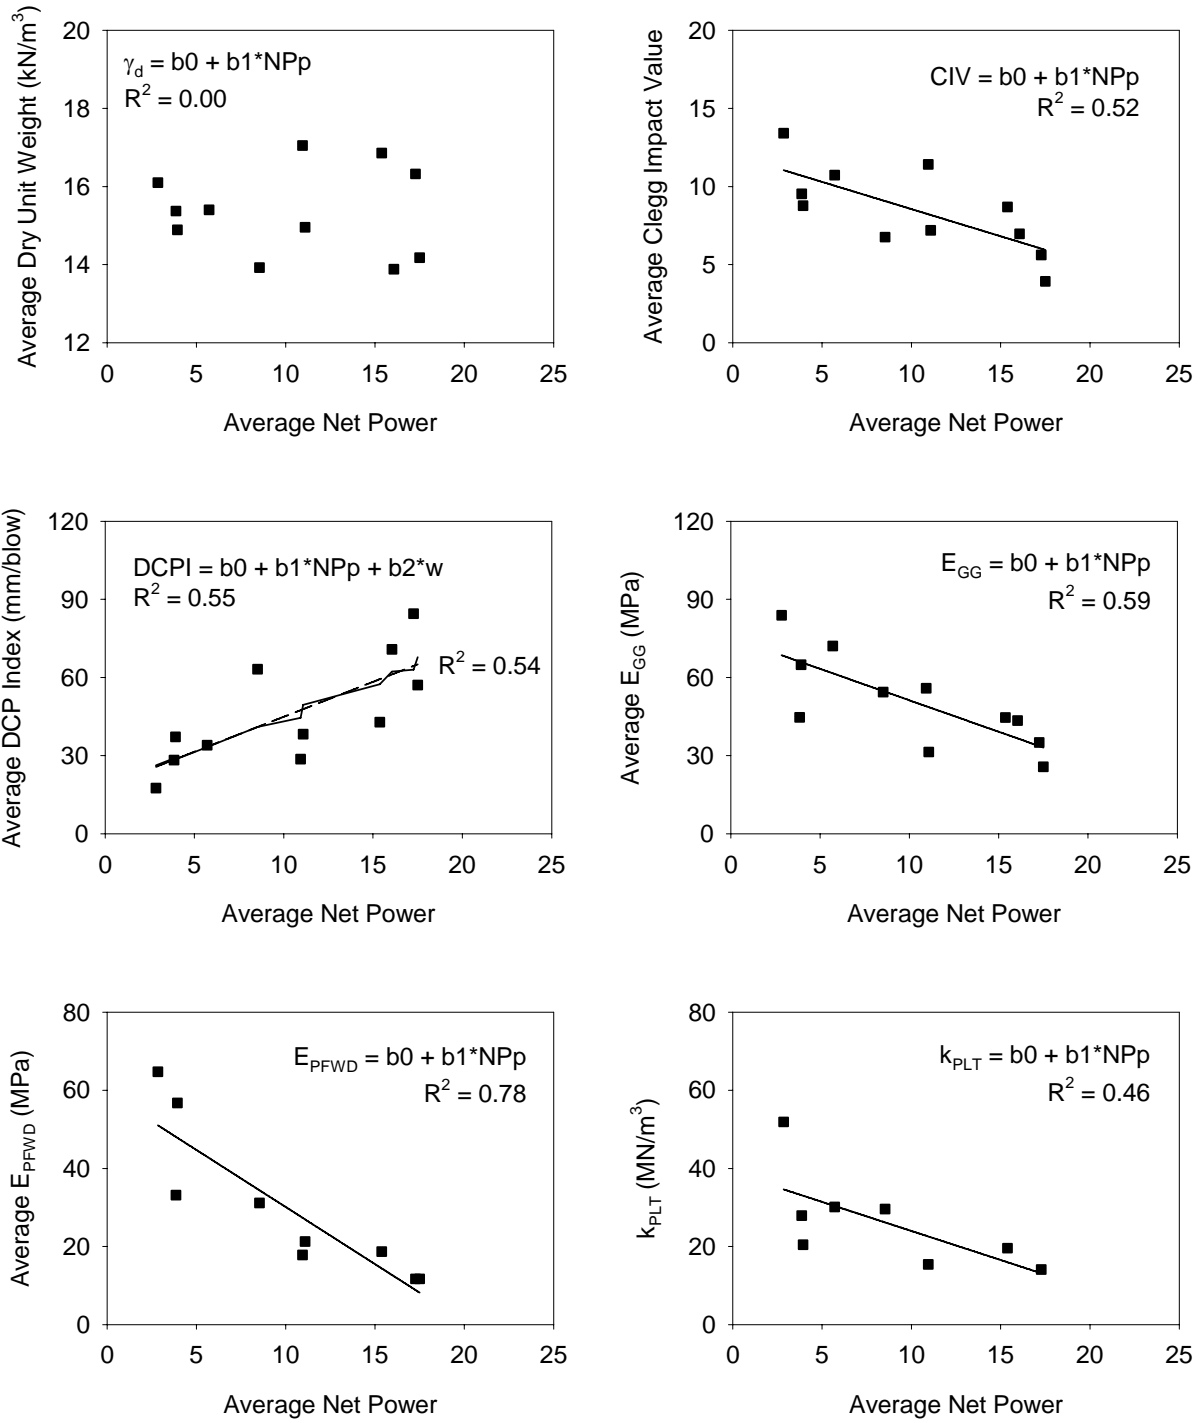 Average Dry Unit Weight (kN/m³)
20
18
16
14
12
γd = b0 + b1*NPp
R² = 0.00
0 5 10 15 20 25
Average Net Power
Average Clegg Impact Value
20
15
10
5
0
CIV = b0 + b1*NPp
R² = 0.52
0 5 10 15 20 25
Average Net Power
Average DCP Index (mm/blow)
120
90
60
30
0
DCPI = b0 + b1*NPp + b2*w
R² = 0.55
R² = 0.54
0 5 10 15 20 25
Average Net Power
Average EGG (MPa)
120
90
60
30
0
EGG = b0 + b1*NPp
R² = 0.59
0 5 10 15 20 25
Average Net Power
Average EPFWD (MPa)
80
60
40
20
0
EPFWD = b0 + b1*NPp
R² = 0.78
0 5 10 15 20 25
Average Net Power
kPLT (MN/m³)
80
60
40
20
0
kPLT = b0 + b1*NPp
R² = 0.46
0 5 10 15 20 25
Average Net Power